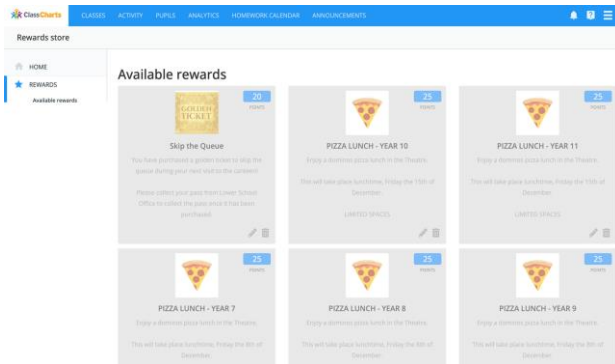 ClassCharts
CLASSES ACTIVITY PUPILS ANALYTICS HOMEWORK CALENDAR ANNOUNCEMENTS
Rewards store
HOME
REWARDS
Available rewards
Available rewards
20
POINTS
GOLDEN
TICKET
Skip the Queue
You have purchased a golden ticket to skip the
queue during your next visit to the canteen!
Please collect your pass from Lower School
Office to collect the pass once it has been
purchased.
25
POINTS
PIZZA LUNCH - YEAR 10
Enjoy a dominos pizza lunch in the Theatre.
This will take place lunchtime, Friday the 15th of
December.
LIMITED SPACES
25
POINTS
PIZZA LUNCH - YEAR 11
Enjoy a dominos pizza lunch in the Theatre.
This will take place lunchtime, Friday the 15th of
December.
LIMITED SPACES
25
POINTS
PIZZA LUNCH - YEAR 7
Enjoy a dominos pizza lunch in the Theatre.
This will take place lunchtime, Friday the 8th of
December.
25
POINTS
PIZZA LUNCH - YEAR 8
Enjoy a dominos pizza lunch in the Theatre.
This will take place lunchtime, Friday the 8th of
December.
25
POINTS
PIZZA LUNCH - YEAR 9
Enjoy a dominos pizza lunch in the Theatre.
This will take place lunchtime, Friday the 8th of
December.